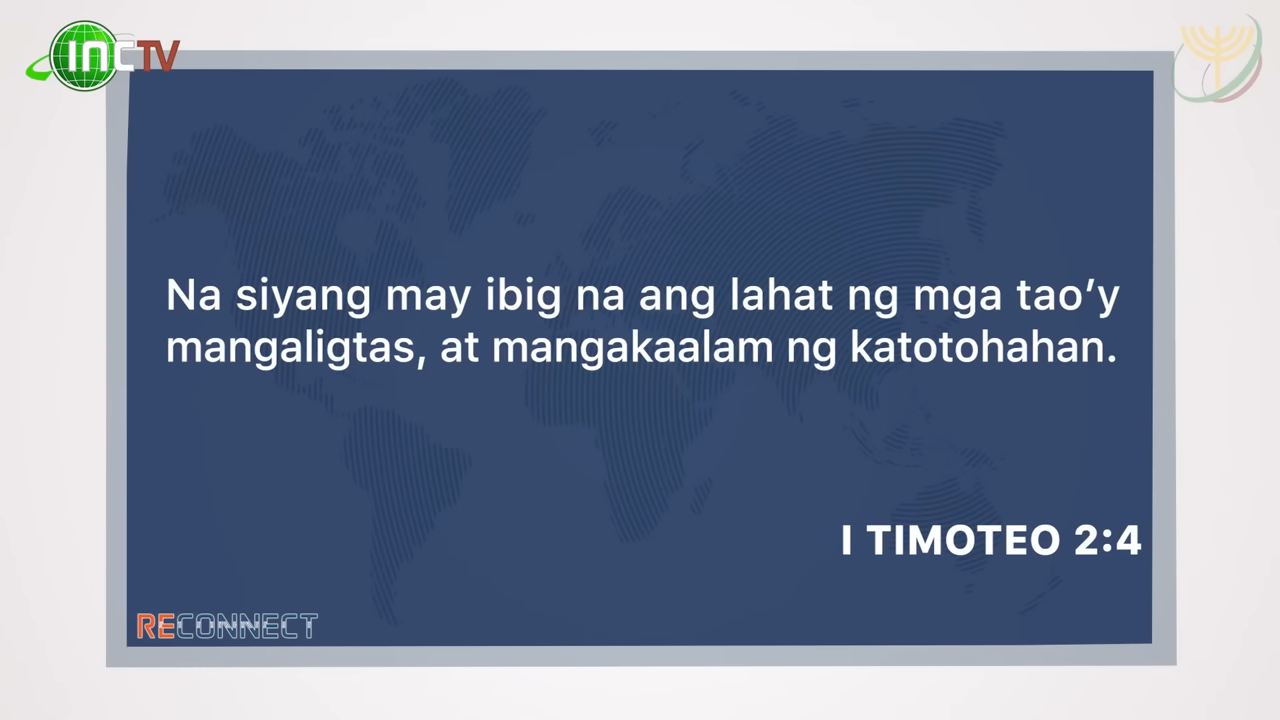 INCTV
Na siyang may ibig na ang lahat ng mga tao’y
mangaligtas, at mangakaalam ng katotohahan.
I TIMOTEO 2:4
RECONNECT